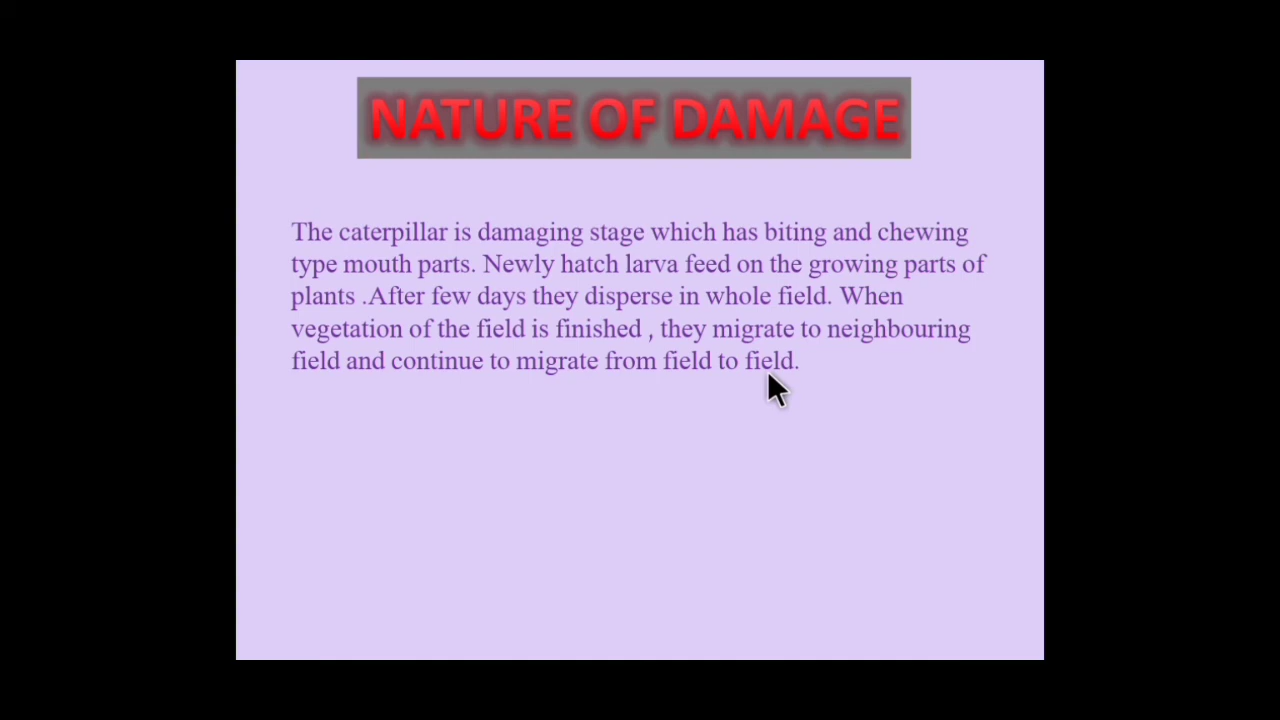 NATURE OF DAMAGE
The caterpillar is damaging stage which has biting and chewing
type mouth parts. Newly hatch larva feed on the growing parts of
plants .After few days they disperse in whole field. When
vegetation of the field is finished , they migrate to neighbouring
field and continue to migrate from field to field.